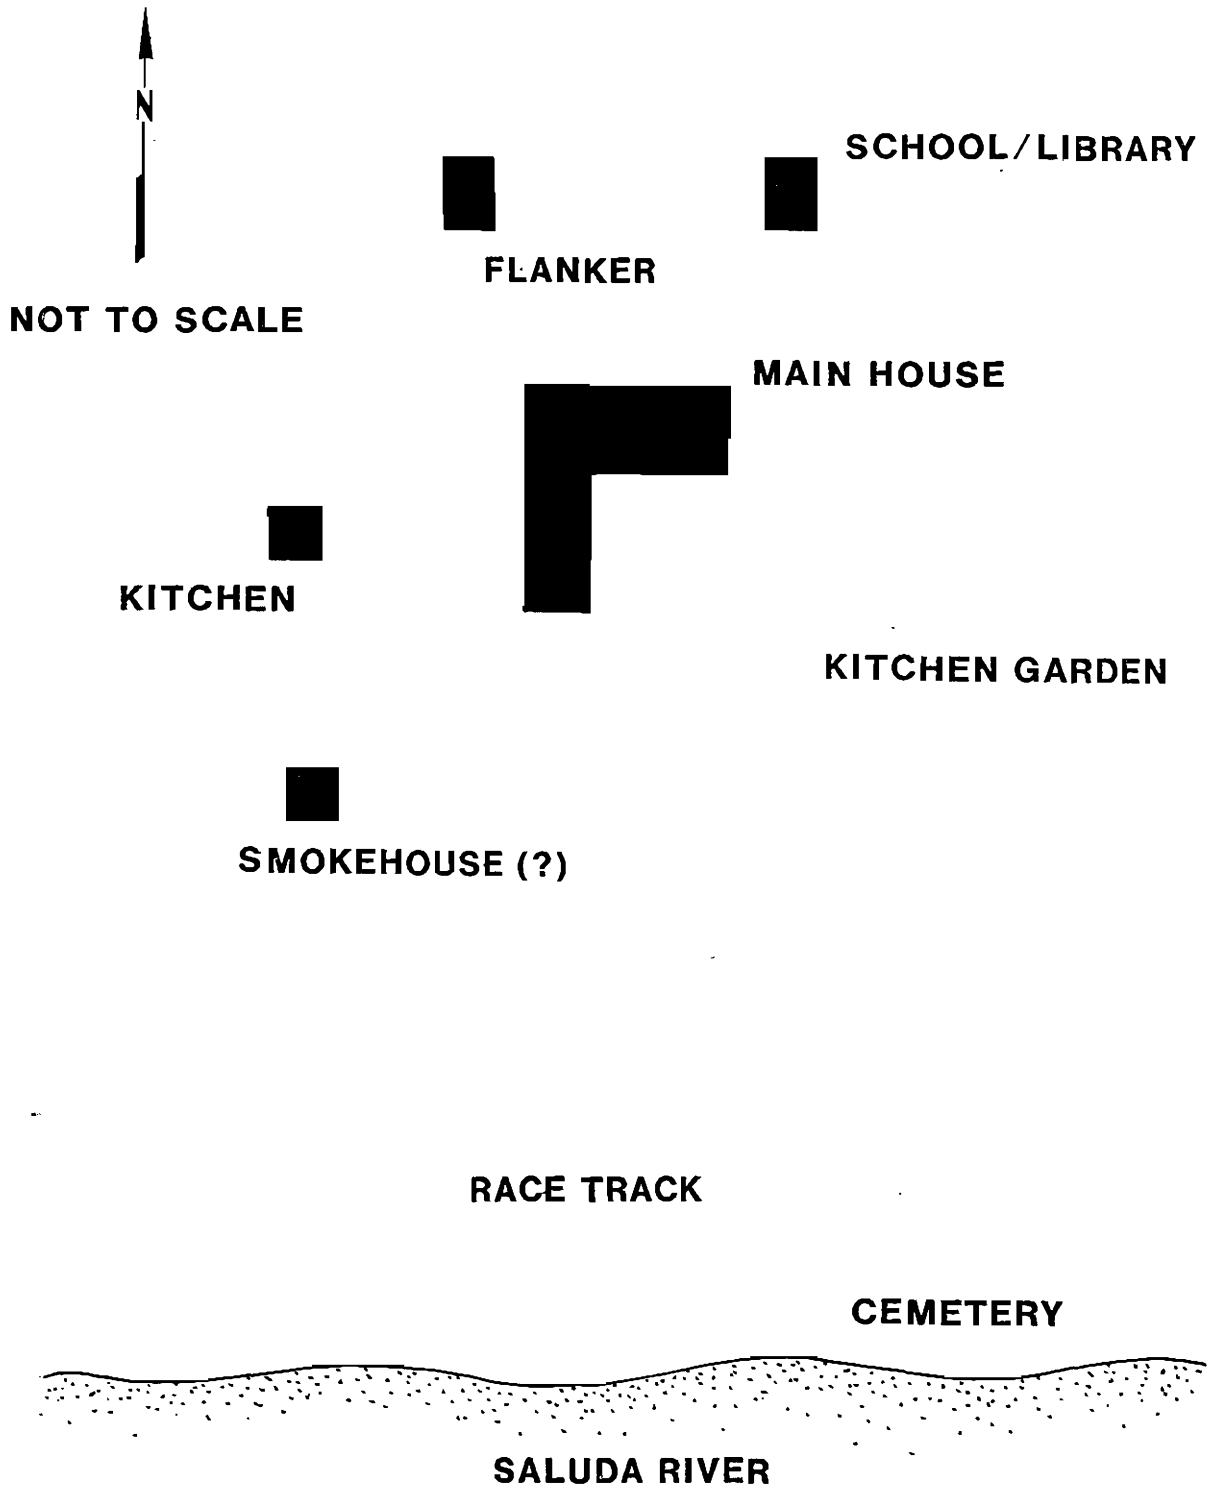 N
SCHOOL/LIBRARY
FLANKER
NOT TO SCALE
MAIN HOUSE
KITCHEN
KITCHEN GARDEN
SMOKEHOUSE (?)
RACE TRACK
CEMETERY
SALUDA RIVER